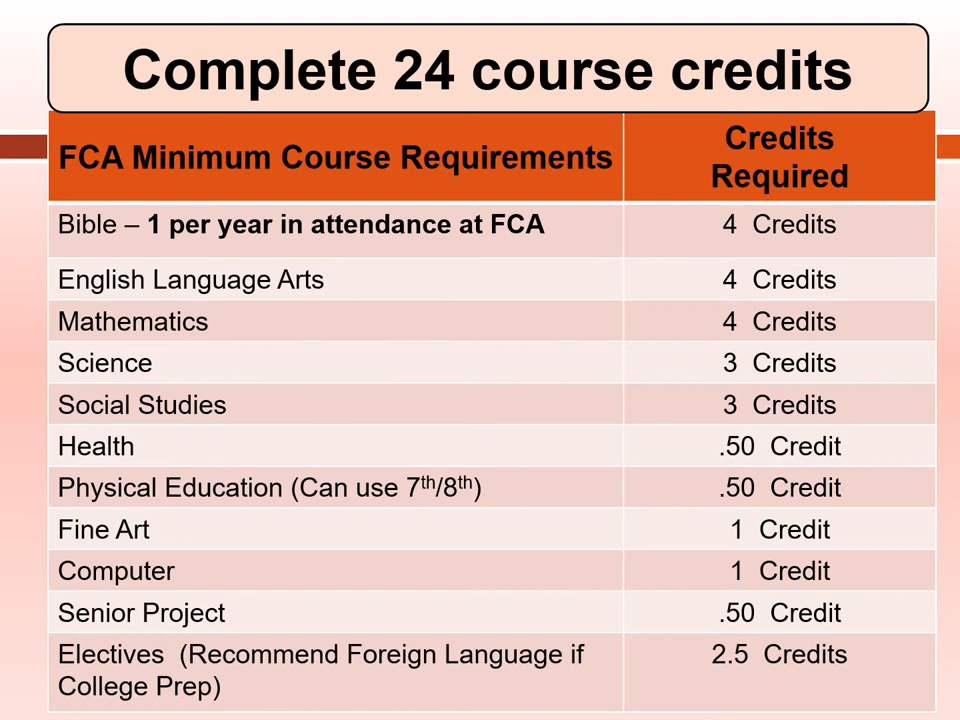 Complete 24 course credits
FCA Minimum Course Requirements
Credits
Required
Bible – 1 per year in attendance at FCA
4 Credits
English Language Arts
4 Credits
Mathematics
4 Credits
Science
3 Credits
Social Studies
3 Credits
Health
.50 Credit
Physical Education (Can use 7th/8th)
.50 Credit
Fine Art
1 Credit
Computer
1 Credit
Senior Project
.50 Credit
Electives (Recommend Foreign Language if
College Prep)
2.5 Credits